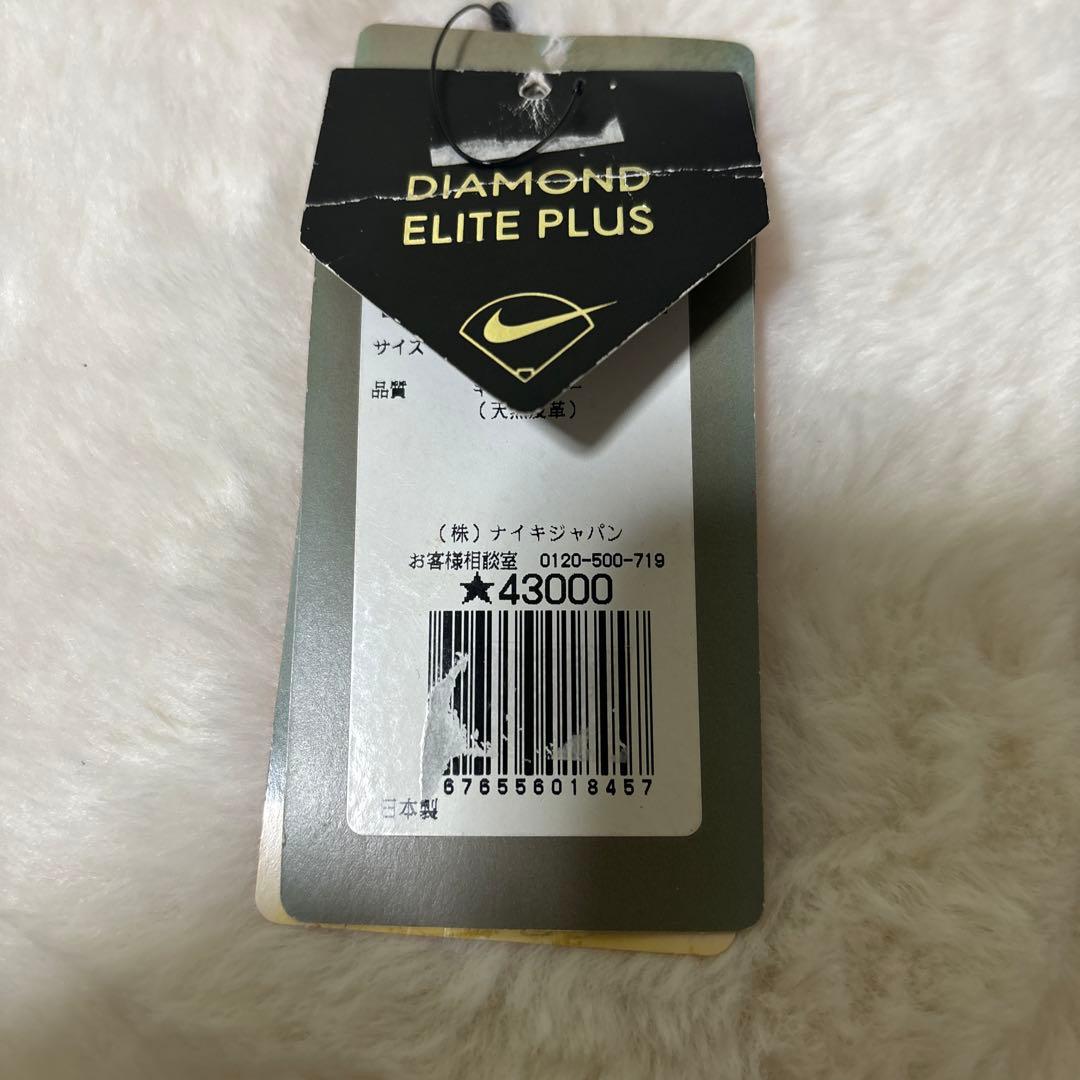 DIAMOND
ELITE PLUS
サイズ
品質
（天然皮革）
（株）ナイキジャパン
お客様相談室 0120-500-719
★43000
676556018457
日本製